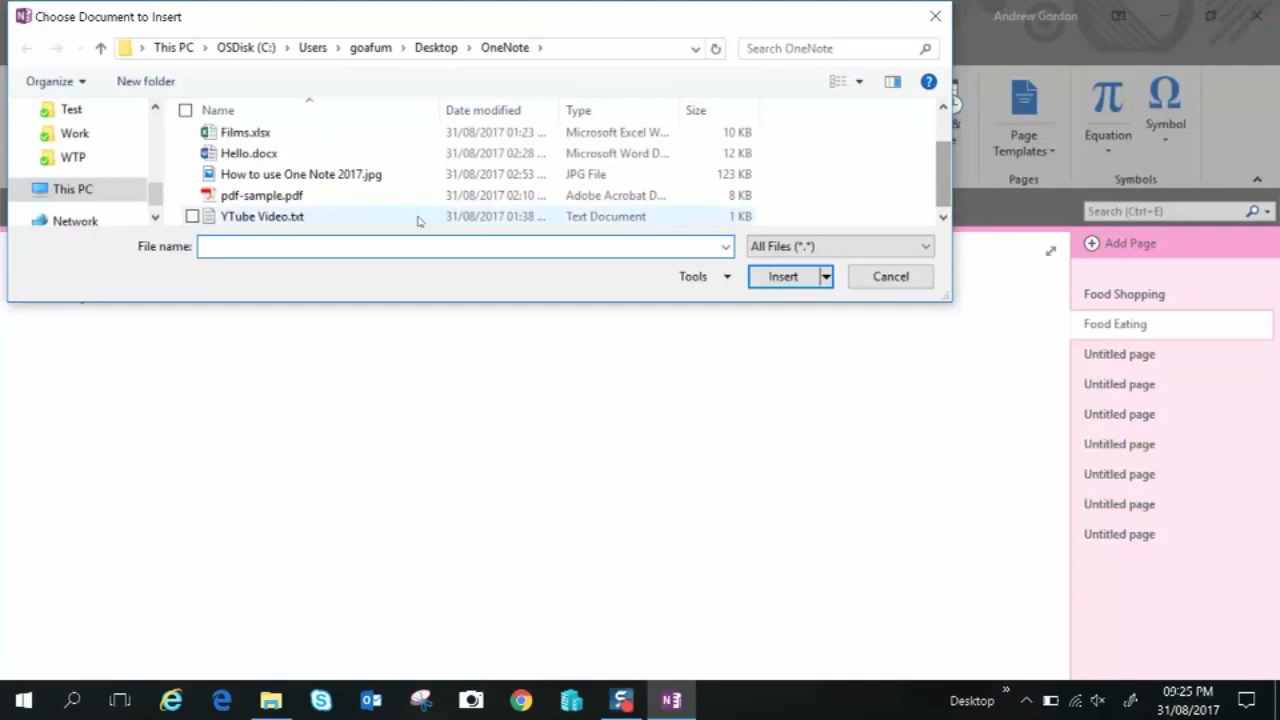 Choose Document to Insert
Andrew Gordon
This PC > OSDisk (C:) > Users > goafum > Desktop > OneNote >
Search OneNote
Organize
New folder
Test
Work
WTP
This PC
Network
Name Date modified Type Size
Films.xlsx 31/08/2017 01:23 ... Microsoft Excel W... 10 KB
Hello.docx 31/08/2017 02:28 ... Microsoft Word D... 12 KB
How to use One Note 2017.jpg 31/08/2017 02:53 ... JPG File 123 KB
pdf-sample.pdf 31/08/2017 02:10 ... Adobe Acrobat D... 8 KB
YTube Video.txt 31/08/2017 01:38 ... Text Document 1 KB
File name:
All Files (*.*)
Tools
Insert
Cancel
Page
Templates
Equation
Symbol
Pages
Symbols
Search (Ctrl+E)
Add Page
Food Shopping
Food Eating
Untitled page
Untitled page
Untitled page
Untitled page
Untitled page
Untitled page
Untitled page
Desktop
09:25 PM
31/08/2017